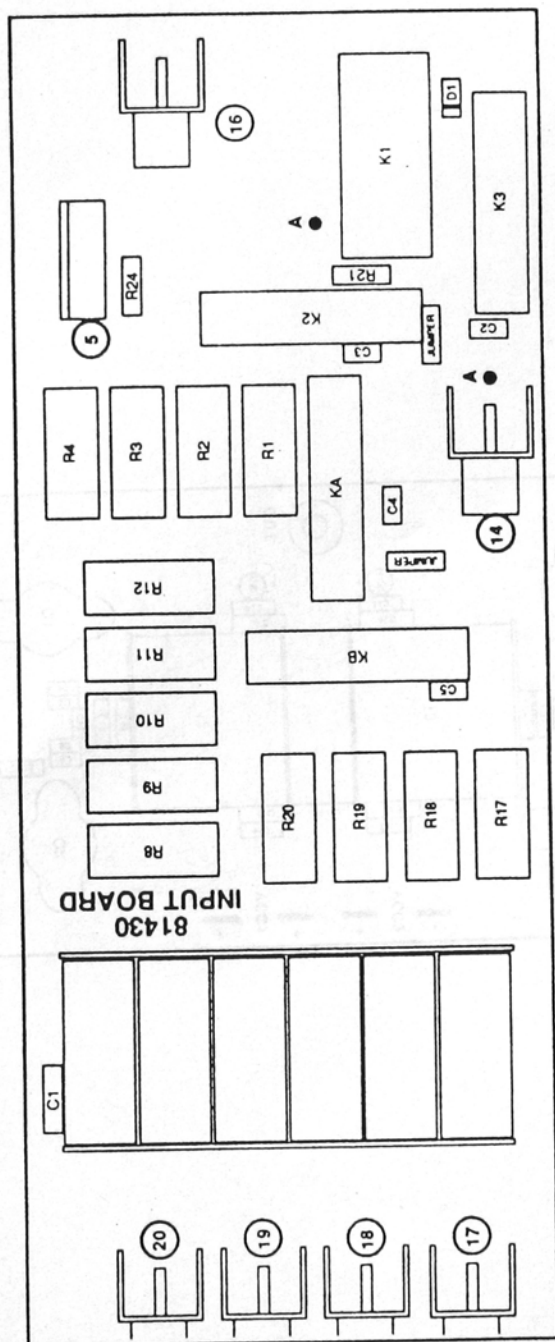 16
D1
K1
K3
A
R21
R24
5
K2
C3
JUMPER
C2
A
R4
R3
R2
R1
KA
C4
JUMPER
14
R12
R11
R10
R9
R8
KB
C5
R20
R19
R18
R17
81430
INPUT BOARD
C1
20
19
18
17